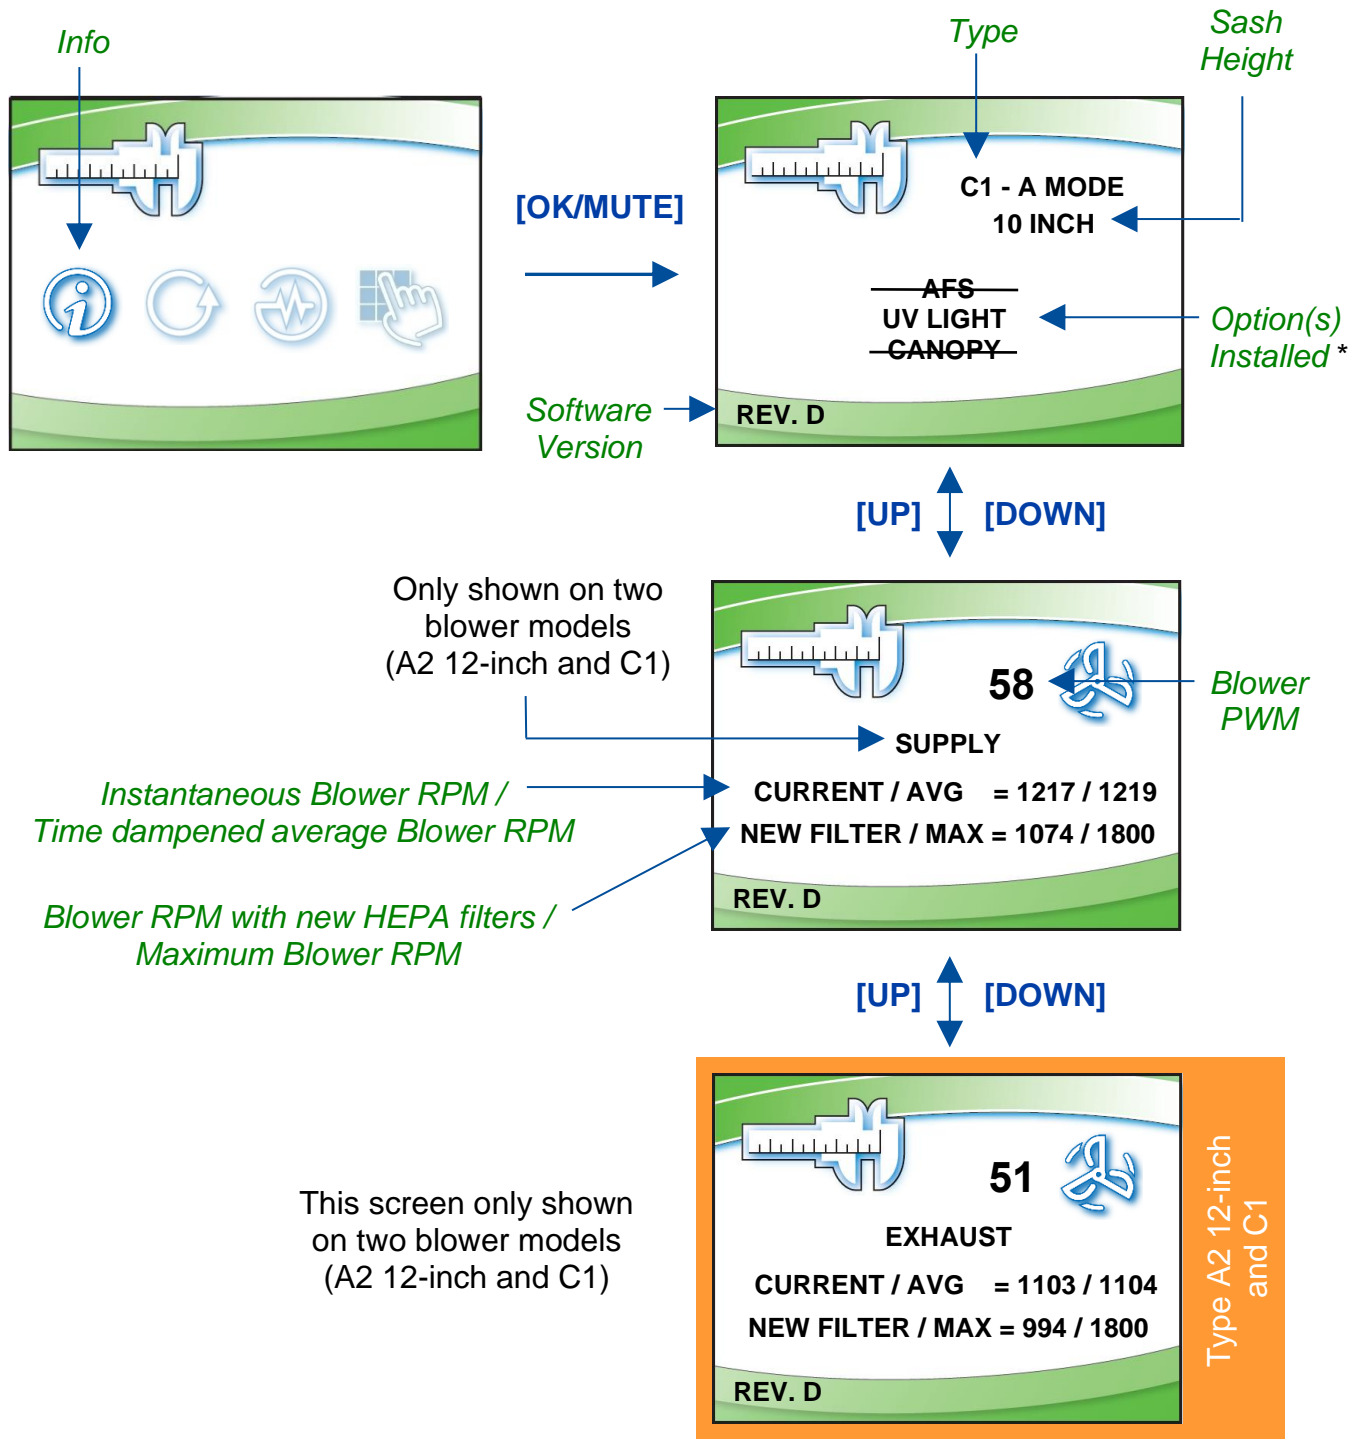 Info
Type
Sash
Height
[OK/MUTE]
C1 - A MODE
10 INCH
AFS
UV LIGHT
CANOPY
Option(s)
Installed *
Software
Version
REV. D
[UP] [DOWN]
Only shown on two
blower models
(A2 12-inch and C1)
58
Blower
PWM
SUPPLY
Instantaneous Blower RPM /
Time dampened average Blower RPM
CURRENT / AVG = 1217 / 1219
NEW FILTER / MAX = 1074 / 1800
Blower RPM with new HEPA filters /
Maximum Blower RPM
REV. D
[UP] [DOWN]
This screen only shown
on two blower models
(A2 12-inch and C1)
51
EXHAUST
CURRENT / AVG = 1103 / 1104
NEW FILTER / MAX = 994 / 1800
REV. D
Type A2 12-inch
and C1